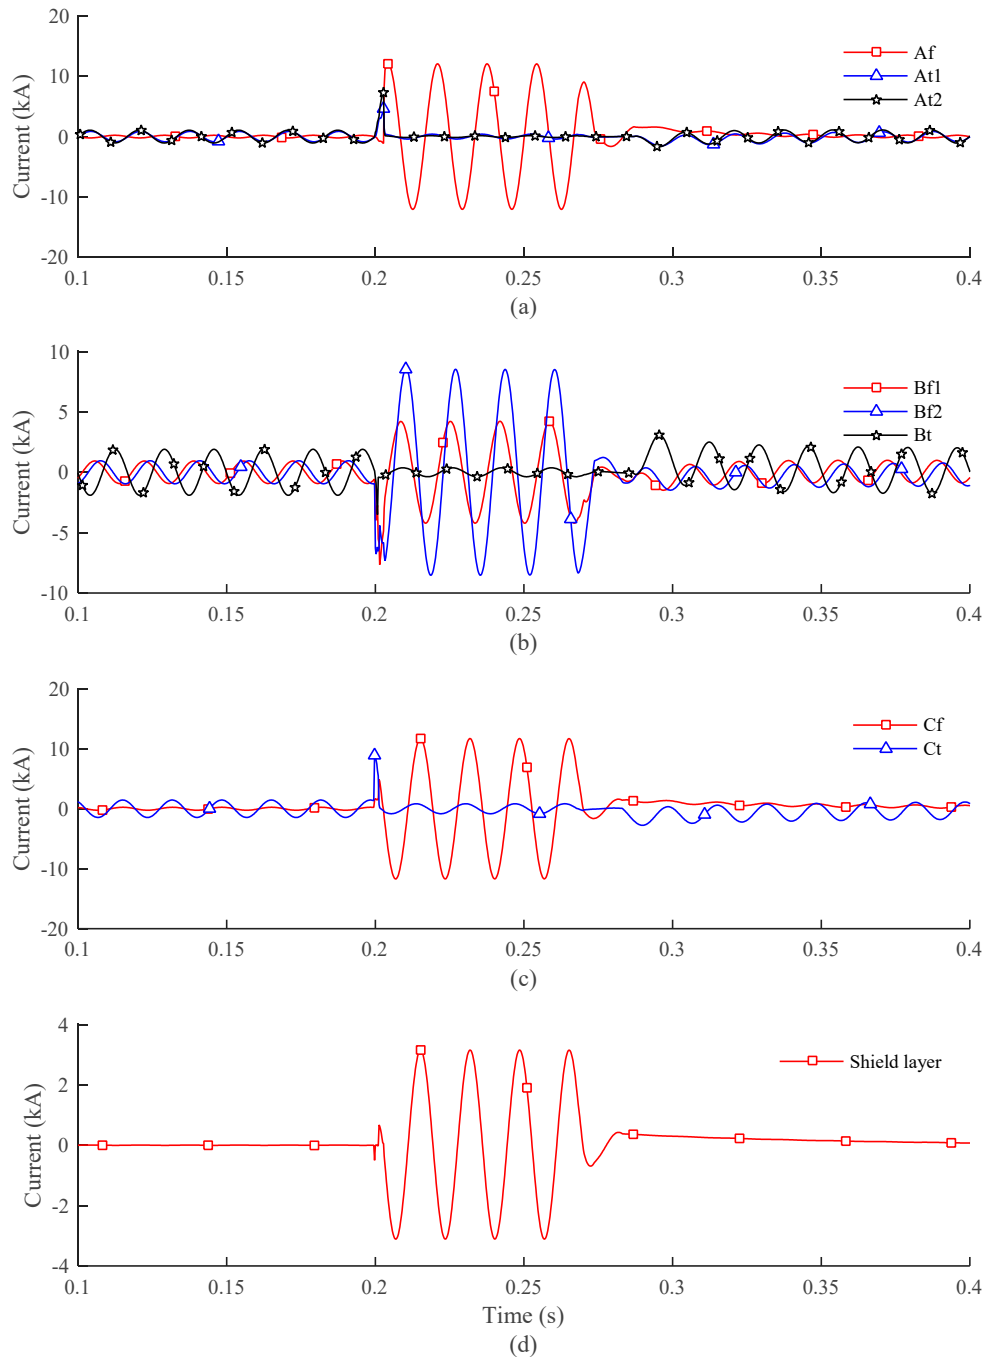 20
10
0
-10
-20
Current (kA)
Af
At1
At2
0.1 0.15 0.2 0.25 0.3 0.35 0.4
(a)
10
5
0
-5
-10
Current (kA)
Bf1
Bf2
Bt
0.1 0.15 0.2 0.25 0.3 0.35 0.4
(b)
20
10
0
-10
-20
Current (kA)
Cf
Ct
0.1 0.15 0.2 0.25 0.3 0.35 0.4
(c)
4
2
0
-2
-4
Current (kA)
Shield layer
0.1 0.15 0.2 0.25 0.3 0.35 0.4
Time (s)
(d)